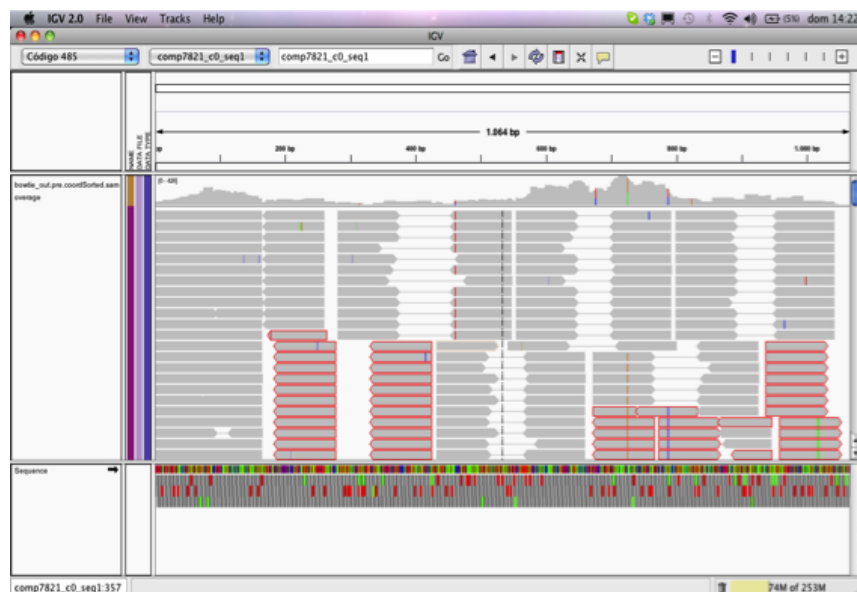 IGV 2.0 File View Tracks Help (5%) dom 14:22
IGV
Código 485 comp7821_c0_seq1 comp7821_c0_seq1 Go
NAME
DATA FILE
DATA TYPE
1.064 bp
bp 200 bp 400 bp 600 bp 800 bp 1.000 bp
bowtie_out.pre.coordSorted.sam
overage
Sequence
comp7821_c0_seq1:357 74M of 253M